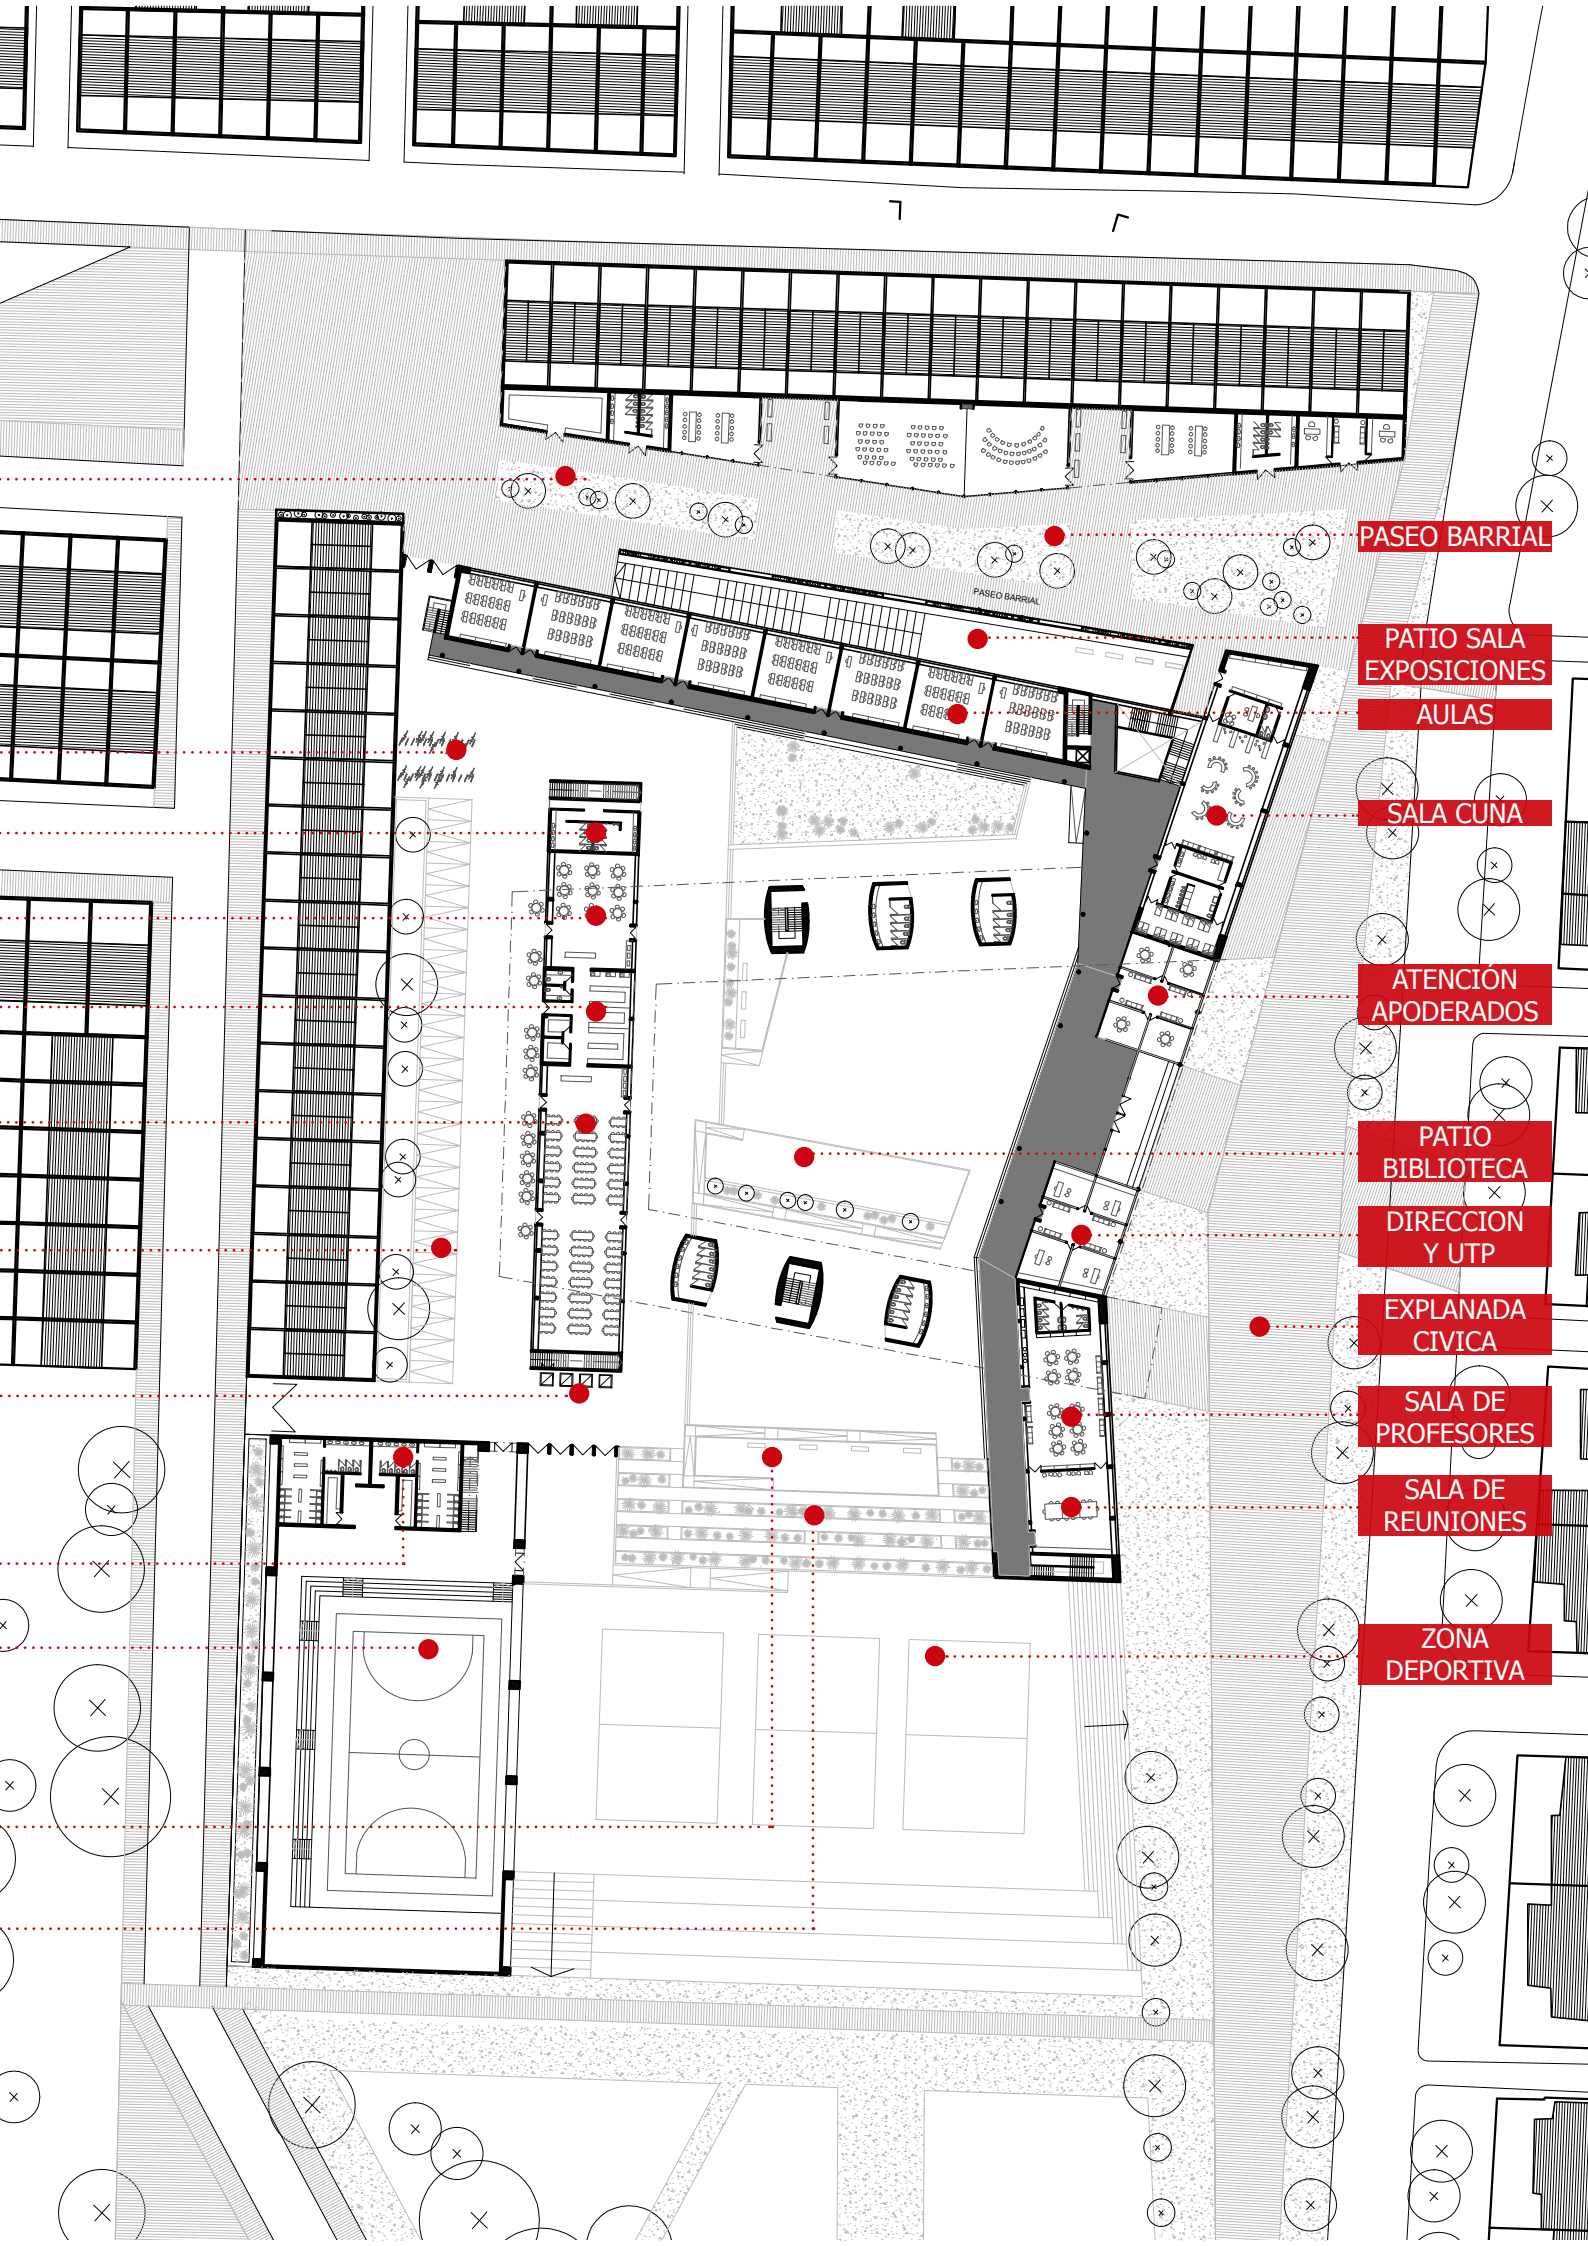 PASEO BARRIAL
PASEO BARRIAL
PATIO SALA
EXPOSICIONES
AULAS
SALA CUNA
ATENCIÓN
APODERADOS
PATIO
BIBLIOTECA
DIRECCION
Y UTP
EXPLANADA
CIVICA
SALA DE
PROFESORES
SALA DE
REUNIONES
ZONA
DEPORTIVA